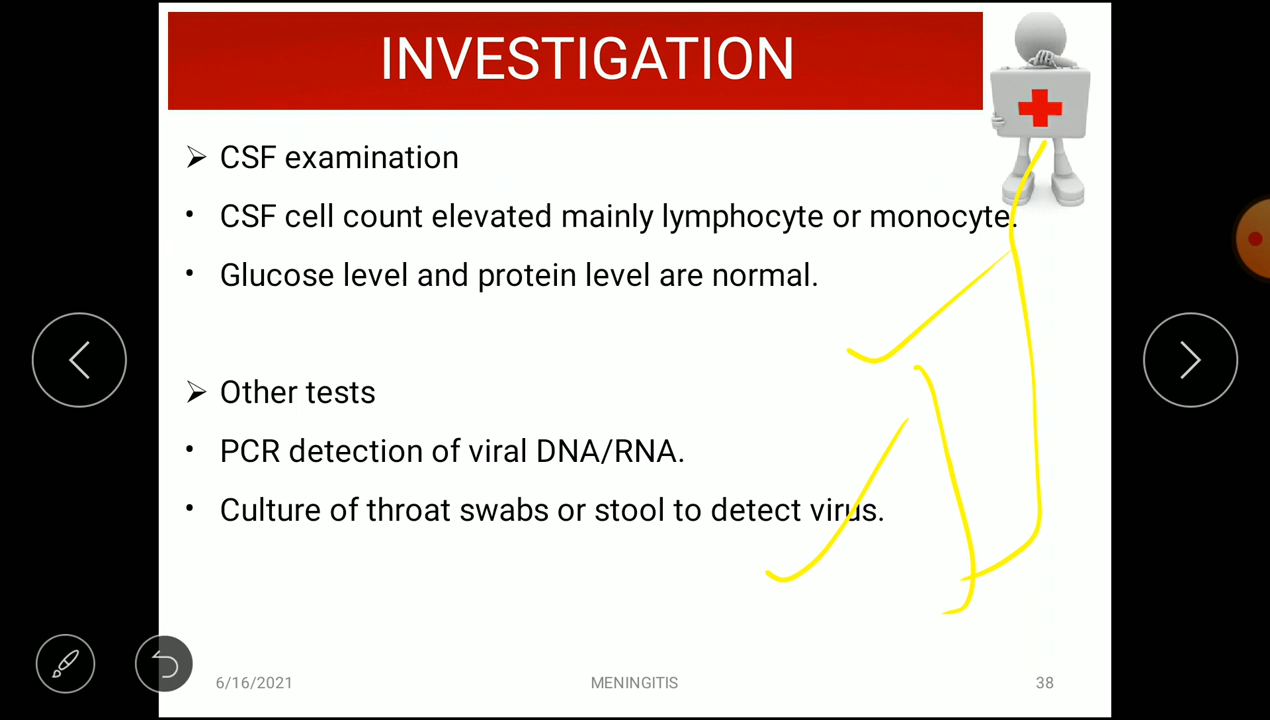 INVESTIGATION
➢ CSF examination
• CSF cell count elevated mainly lymphocyte or monocyte.
• Glucose level and protein level are normal.
➢ Other tests
• PCR detection of viral DNA/RNA.
• Culture of throat swabs or stool to detect virus.
6/16/2021 MENINGITIS 38